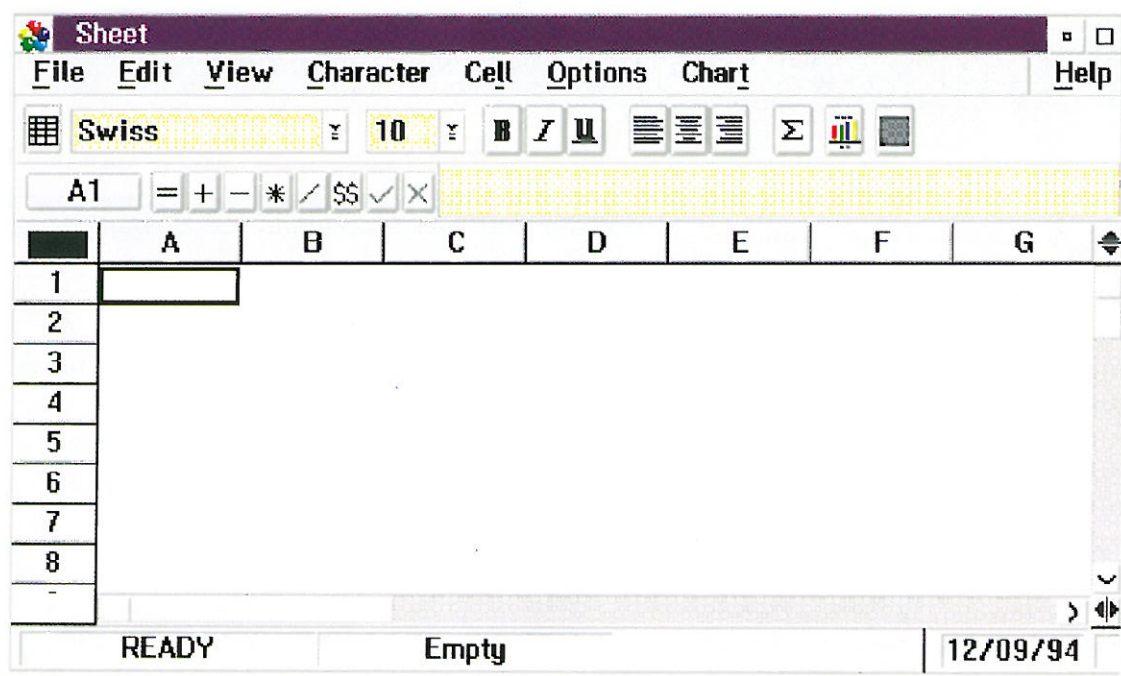 Sheet
File Edit View Character Cell Options Chart Help
Swiss 10 B I U Σ
A1 = + - * / $$
A B C D E F G
1
2
3
4
5
6
7
8
READY Empty 12/09/94